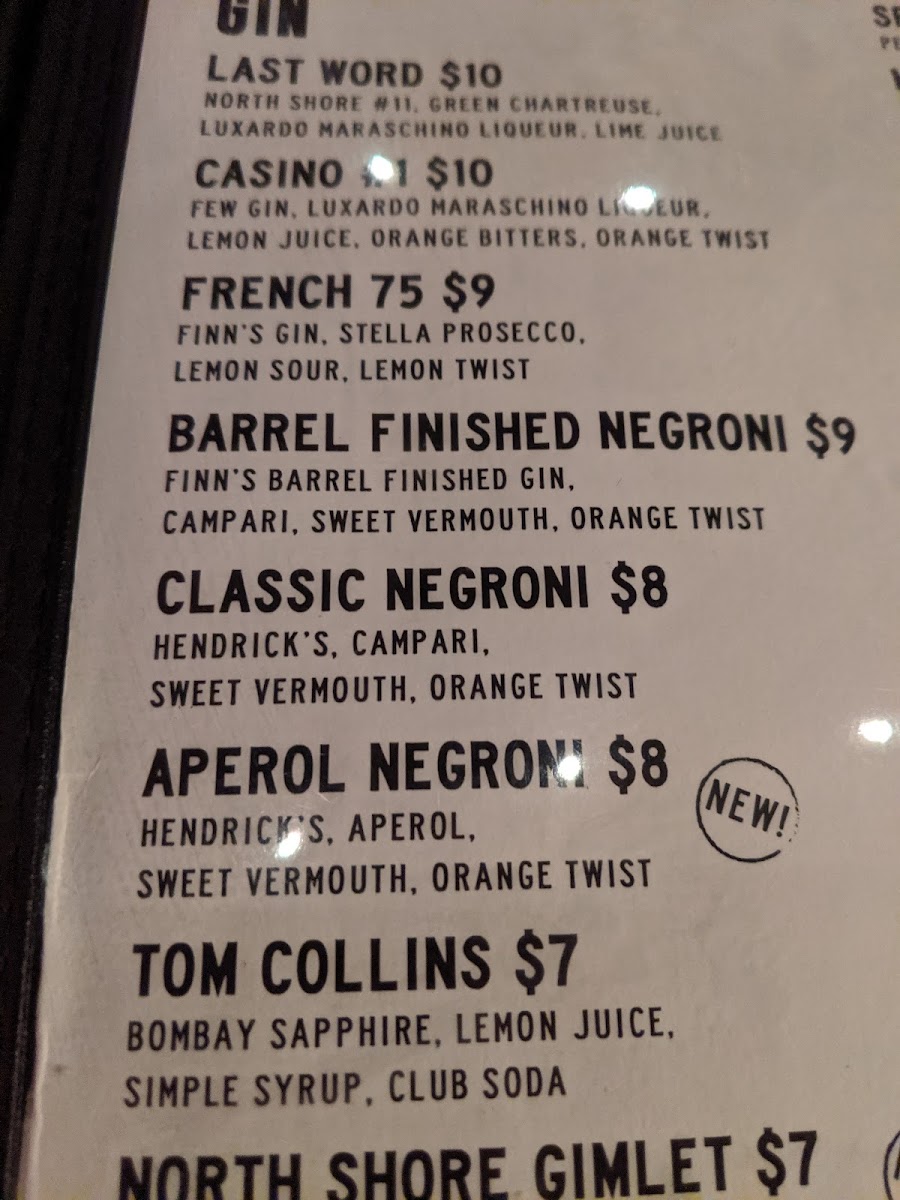 GIN
LAST WORD $10
NORTH SHORE #11, GREEN CHARTREUSE,
LUXARDO MARASCHINO LIQUEUR, LIME JUICE
CASINO #1 $10
FEW GIN, LUXARDO MARASCHINO LIQUEUR,
LEMON JUICE, ORANGE BITTERS, ORANGE TWIST
FRENCH 75 $9
FINN'S GIN, STELLA PROSECCO,
LEMON SOUR, LEMON TWIST
BARREL FINISHED NEGRONI $9
FINN'S BARREL FINISHED GIN,
CAMPARI, SWEET VERMOUTH, ORANGE TWIST
CLASSIC NEGRONI $8
HENDRICK'S, CAMPARI,
SWEET VERMOUTH, ORANGE TWIST
APEROL NEGRONI $8
NEW!
HENDRICK'S, APEROL,
SWEET VERMOUTH, ORANGE TWIST
TOM COLLINS $7
BOMBAY SAPPHIRE, LEMON JUICE,
SIMPLE SYRUP, CLUB SODA
NORTH SHORE GIMLET $7